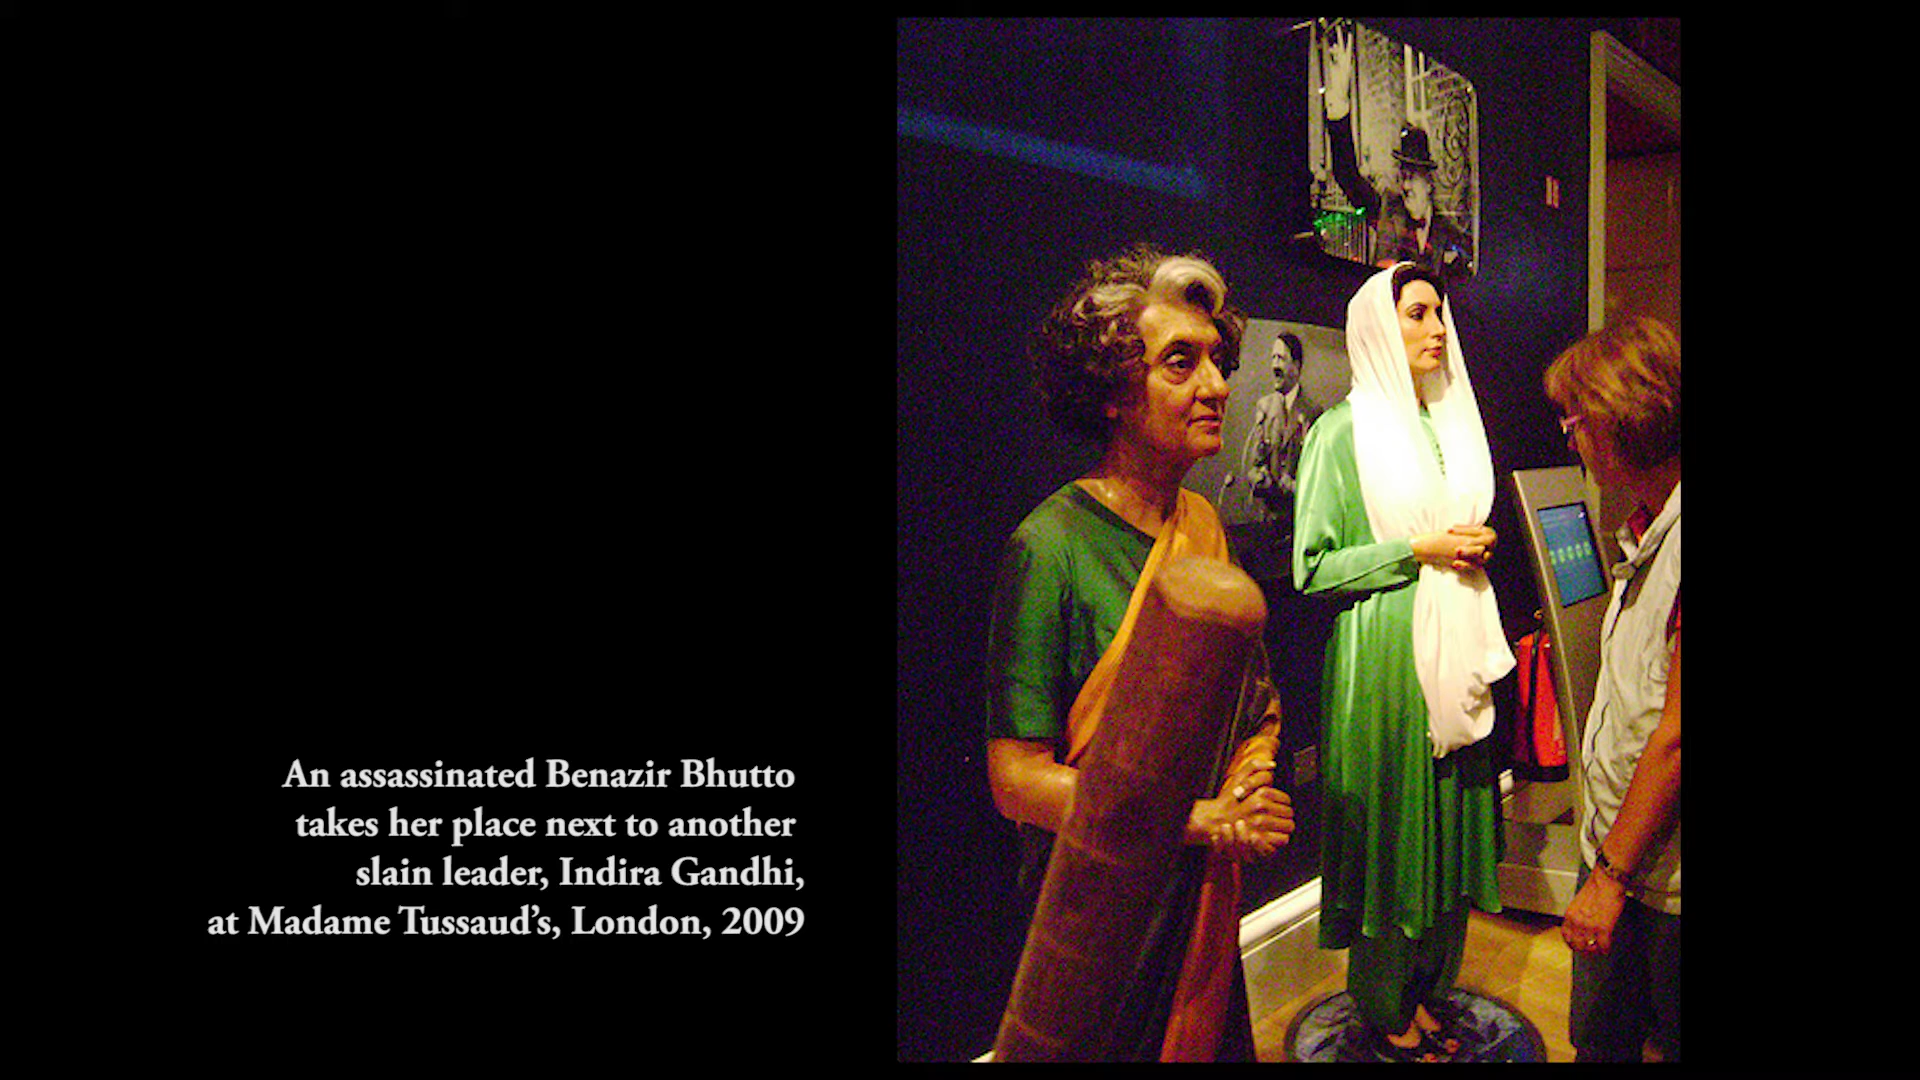 An assassinated Benazir Bhutto
takes her place next to another
slain leader, Indira Gandhi,
at Madame Tussaud’s, London, 2009